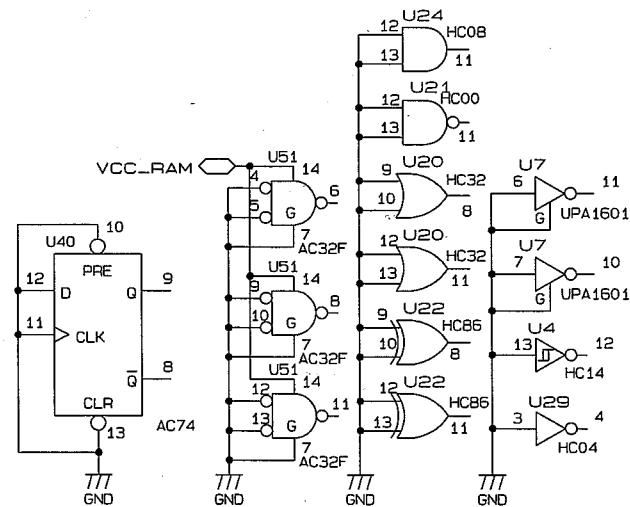 U24
12 HC08
13 11
U21
12 HC00
13 11
VCC_RAM U51 14
4 6
5
G
7
AC32F
U20
9 HC32
10 8
U7
6 11
G UPA1601
10
U40
PRE
12 D Q 9
11 CLK
Q 8
CLR
13 AC74
GND
U51 14
9 8
10
G
7
AC32F
U20
12 HC32
13 11
U7
7 10
G UPA1601
U22
9 HC86
10 8
U4
13 12
HC14
U51 14
12 11
13
G
7
AC32F
GND
U22
12 HC86
13 11
GND
U29
3 4
HC04
GND